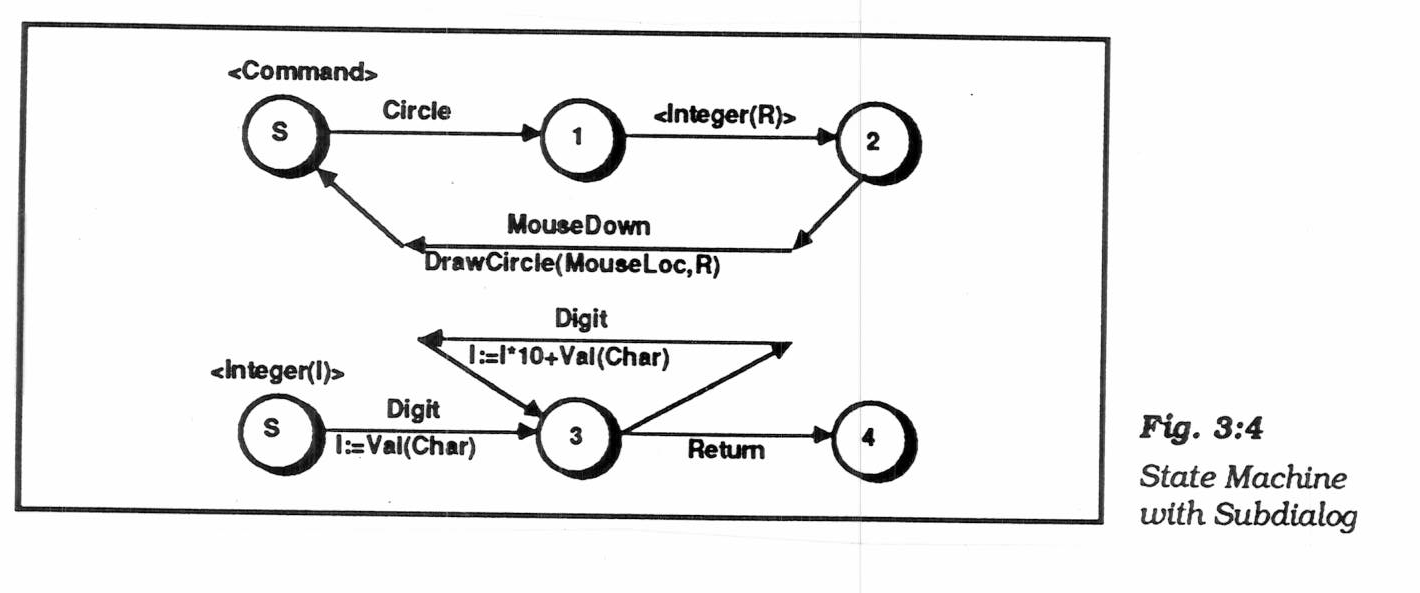 <Command>
Circle
<Integer(R)>
S
1
2
MouseDown
DrawCircle(MouseLoc,R)
Digit
I:=I*10+Val(Char)
<Integer(I)>
Digit
S
I:=Val(Char)
3
Return
4
Fig. 3:4
State Machine
with Subdialog